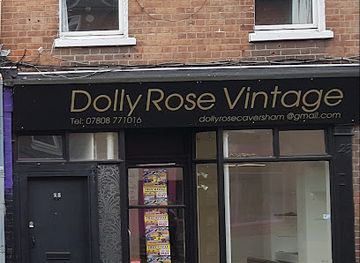 Dolly Rose Vintage
Tel: 07808 771016 dollyrosecaversham @gmail.com